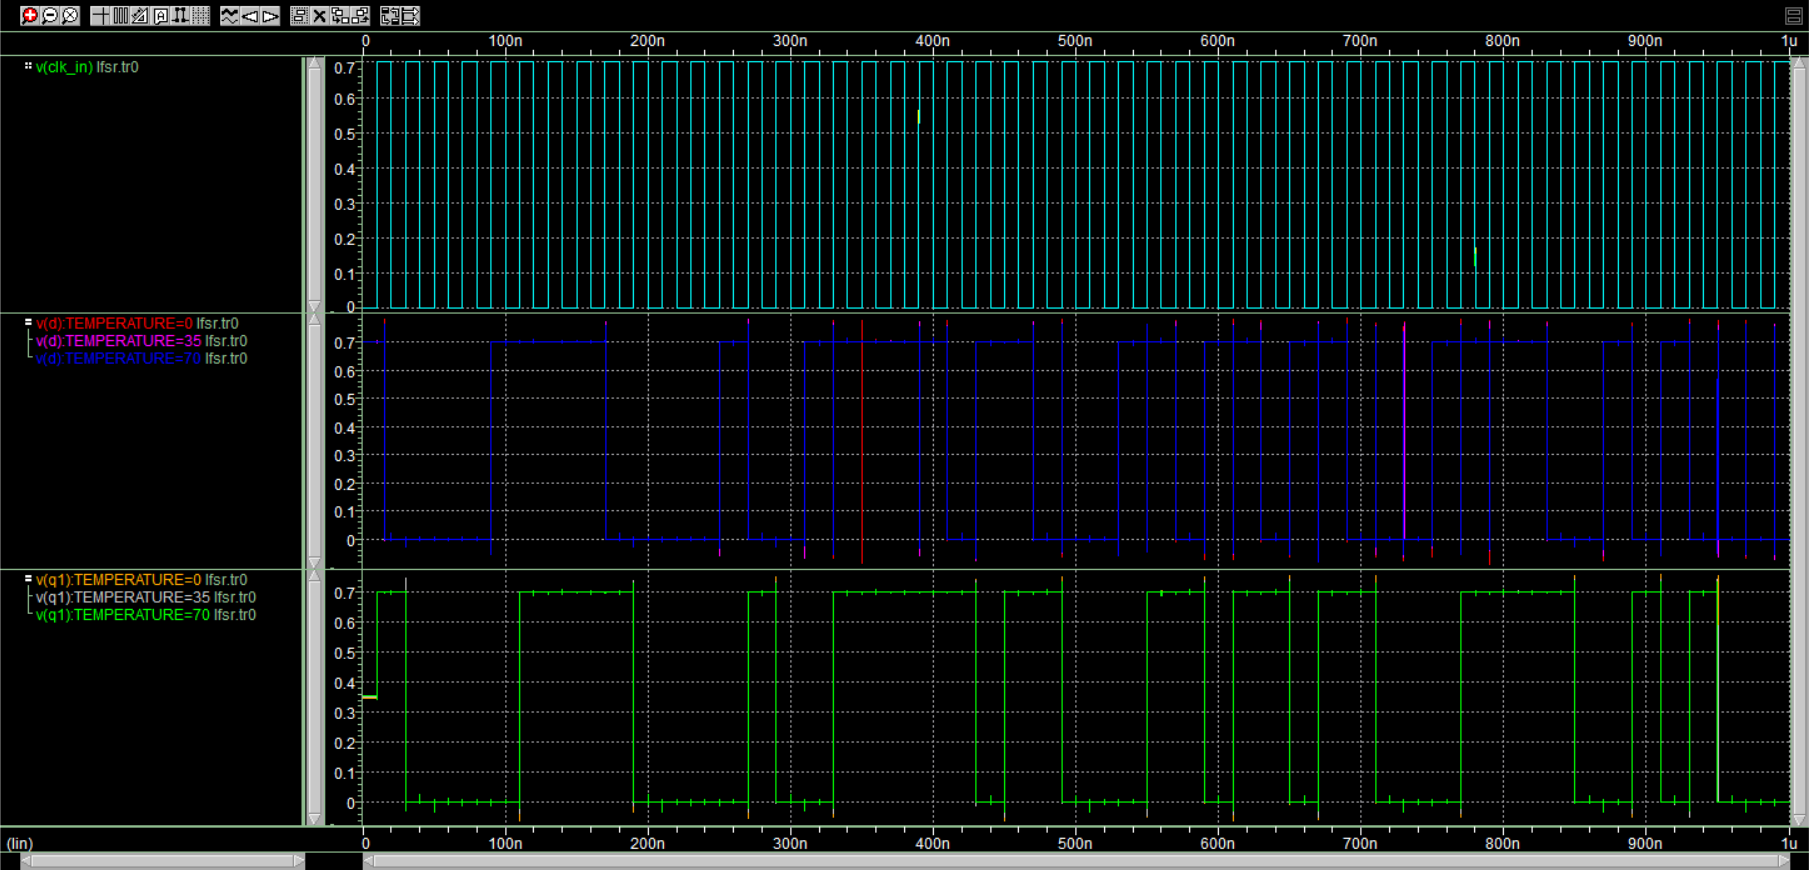 0 100n 200n 300n 400n 500n 600n 700n 800n 900n 1u
v(clk_in) lfsr.tr0
0.7
0.6
0.5
0.4
0.3
0.2
0.1
0
v(d):TEMPERATURE=0 lfsr.tr0
v(d):TEMPERATURE=35 lfsr.tr0
v(d):TEMPERATURE=70 lfsr.tr0
0.7
0.6
0.5
0.4
0.3
0.2
0.1
0
v(q1):TEMPERATURE=0 lfsr.tr0
v(q1):TEMPERATURE=35 lfsr.tr0
v(q1):TEMPERATURE=70 lfsr.tr0
0.7
0.6
0.5
0.4
0.3
0.2
0.1
0
(lin) 0 100n 200n 300n 400n 500n 600n 700n 800n 900n 1u